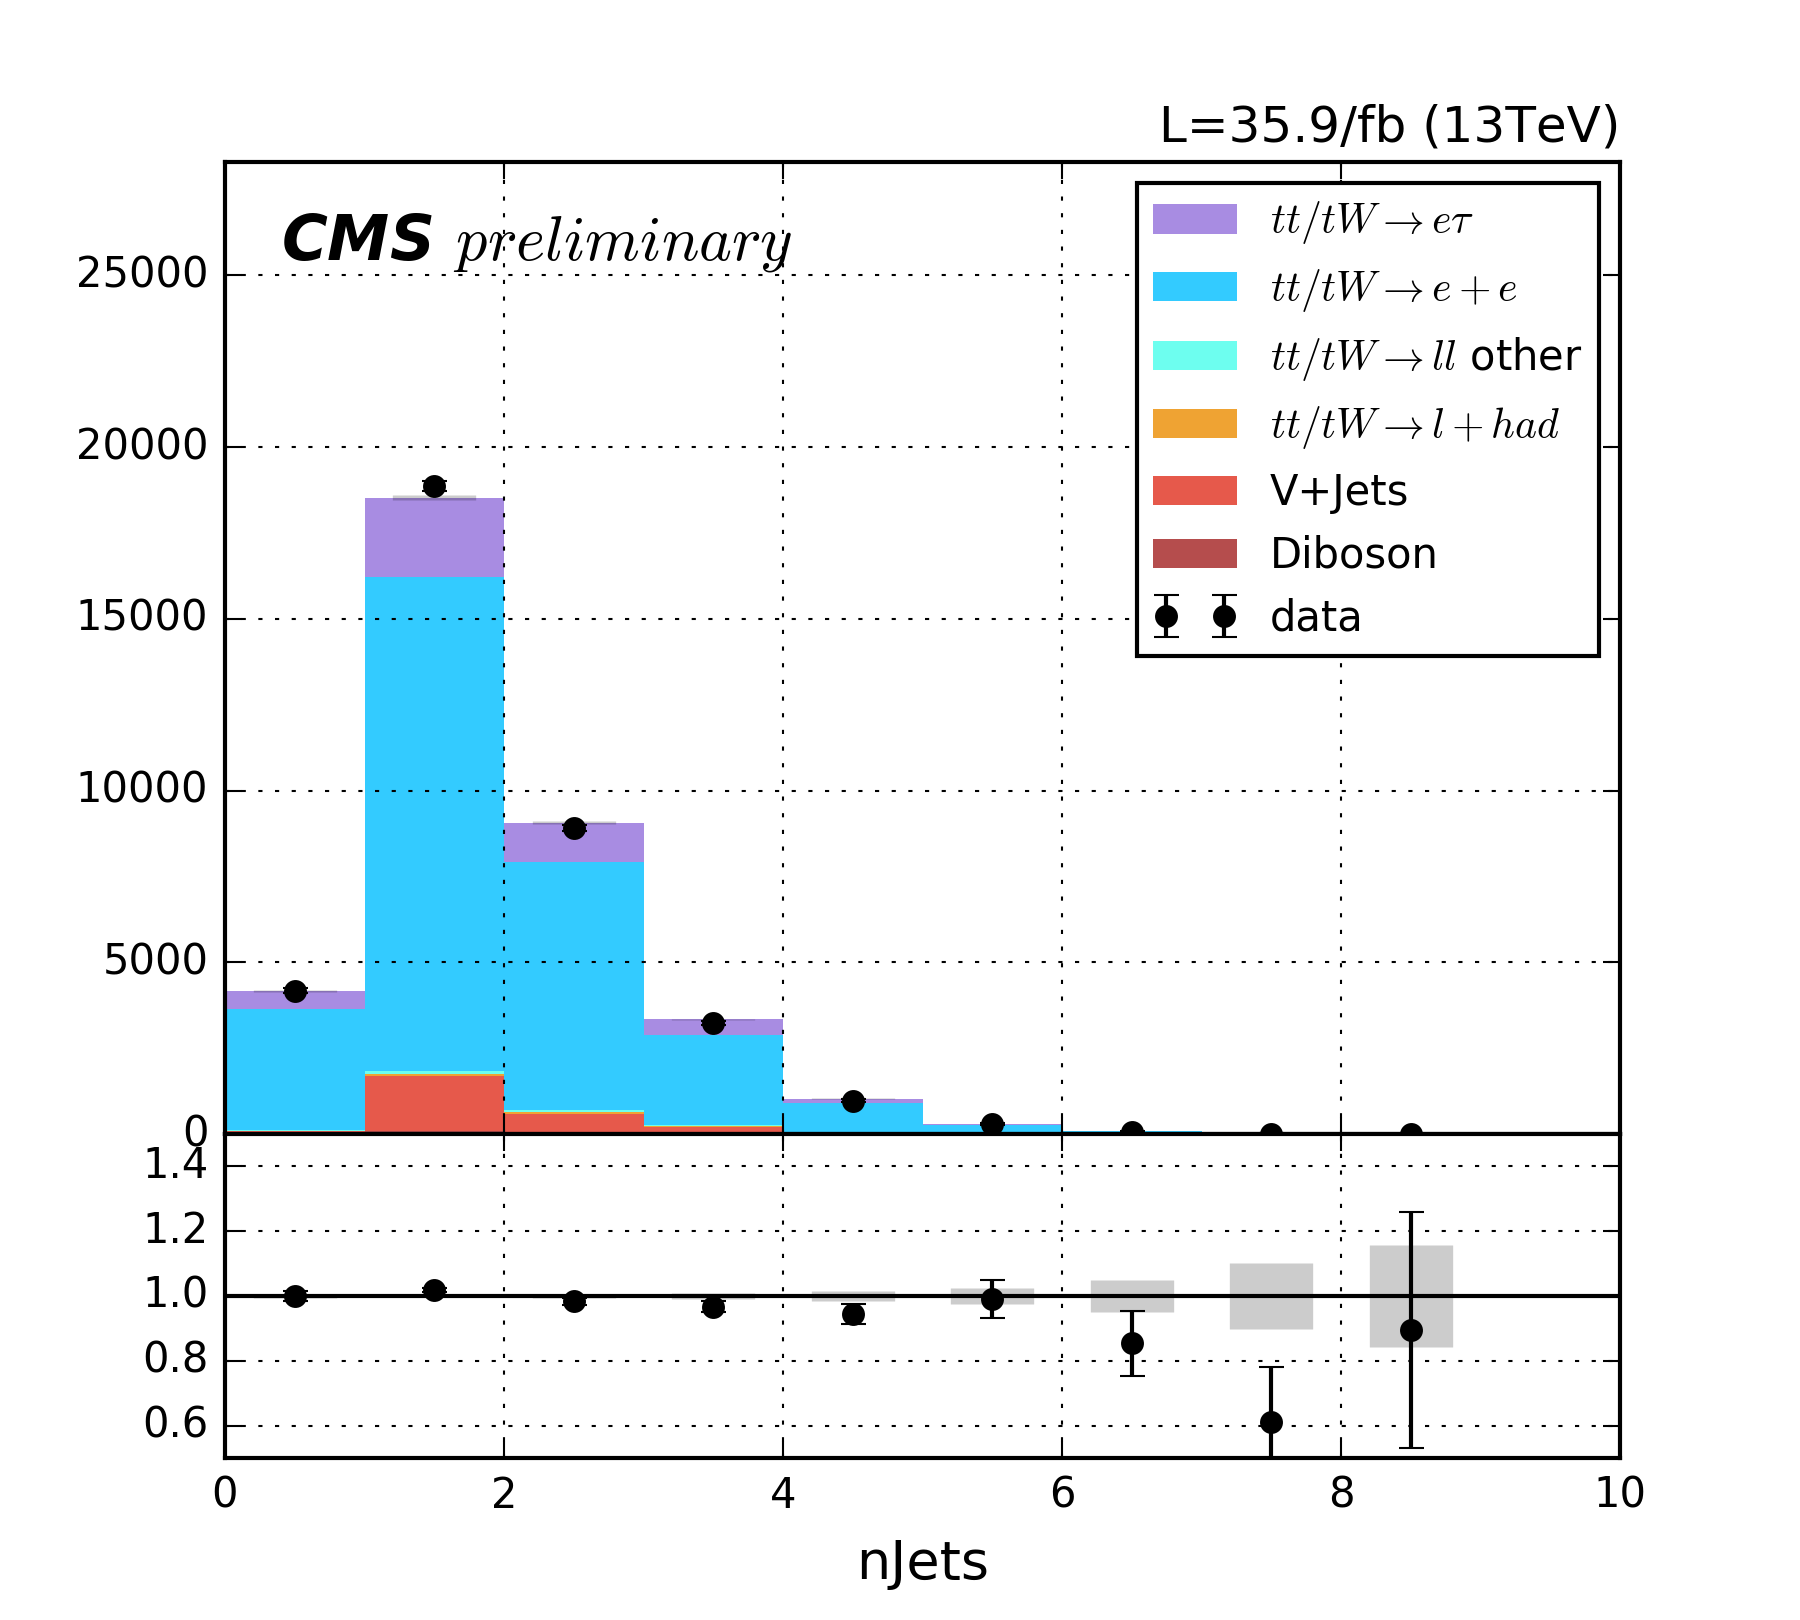 L=35.9/fb (13TeV)
CMS preliminary
25000
20000
15000
10000
5000
0
tt/tW→eτ
tt/tW→e+e
tt/tW→ll other
tt/tW→l+had
V+Jets
Diboson
data
1.4
1.2
1.0
0.8
0.6
0 2 4 6 8 10
nJets